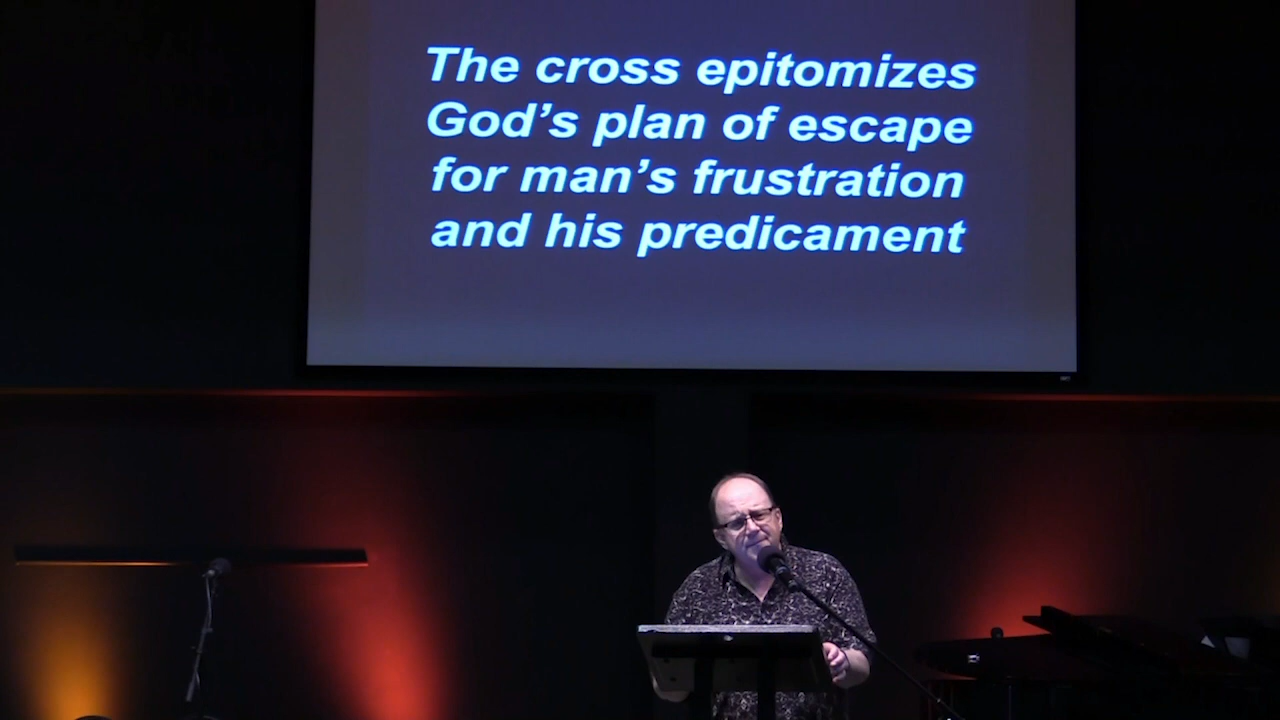 The cross epitomizes
God’s plan of escape
for man’s frustration
and his predicament